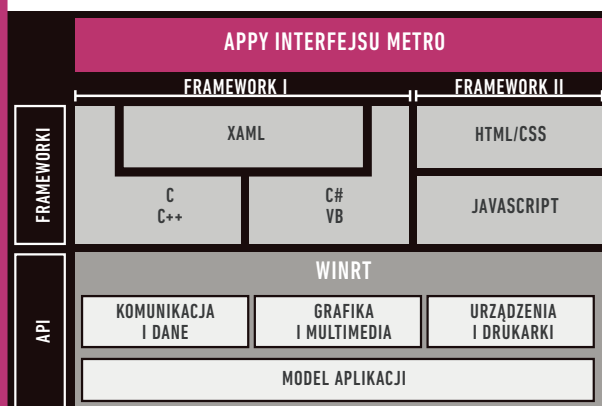 APPY INTERFEJSU METRO
FRAMEWORK I
FRAMEWORK II
FRAMEWORKI
XAML
HTML/CSS
C
C++
C#
VB
JAVASCRIPT
API
WINRT
KOMUNIKACJA
I DANE
GRAFIKA
I MULTIMEDIA
URZĄDZENIA
I DRUKARKI
MODEL APLIKACJI